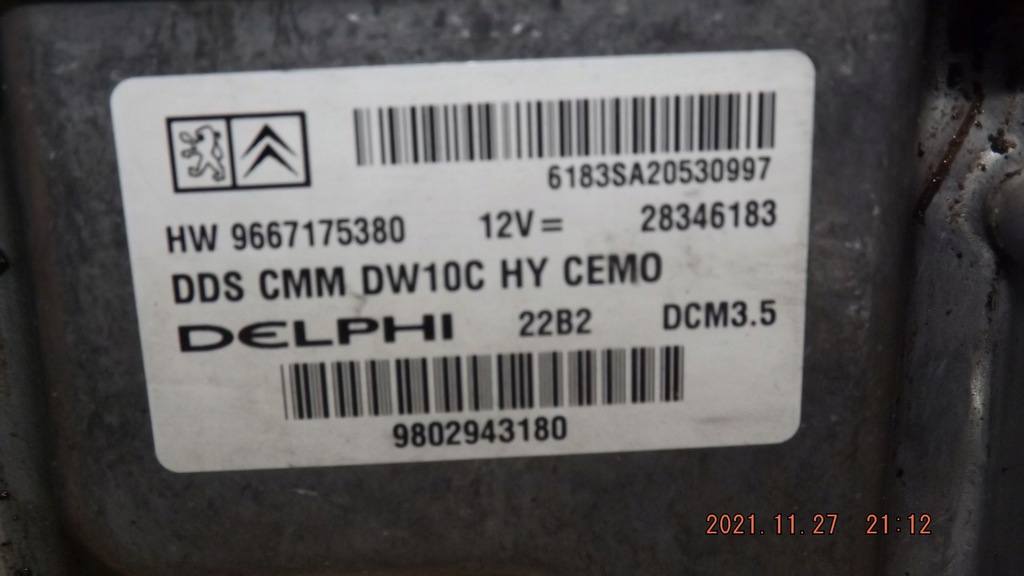 6183SA20530997
HW 9667175380 12V= 28346183
DDS CMM DW10C HY CEMO
DELPHI 22B2 DCM3.5
9802943180
2021.11.27 21:12